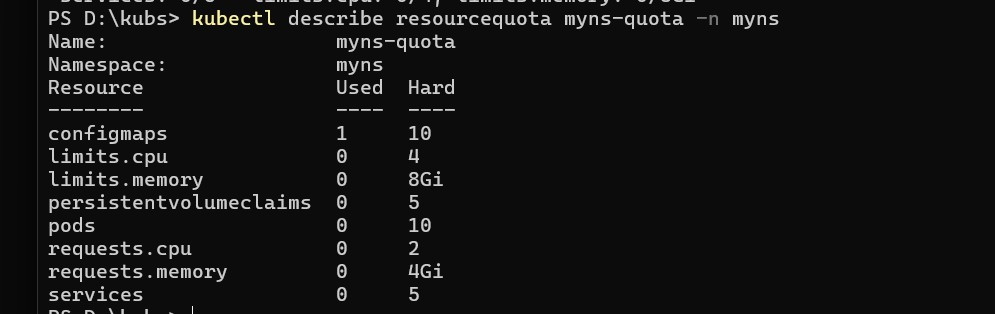 PS D:\kubs> kubectl describe resourcequota myns-quota -n myns
Name:                   myns-quota
Namespace:              myns
Resource                Used  Hard
--------                ----  ----
configmaps              1     10
limits.cpu              0     4
limits.memory           0     8Gi
persistentvolumeclaims  0     5
pods                    0     10
requests.cpu            0     2
requests.memory         0     4Gi
services                0     5
PS D:\kubs>